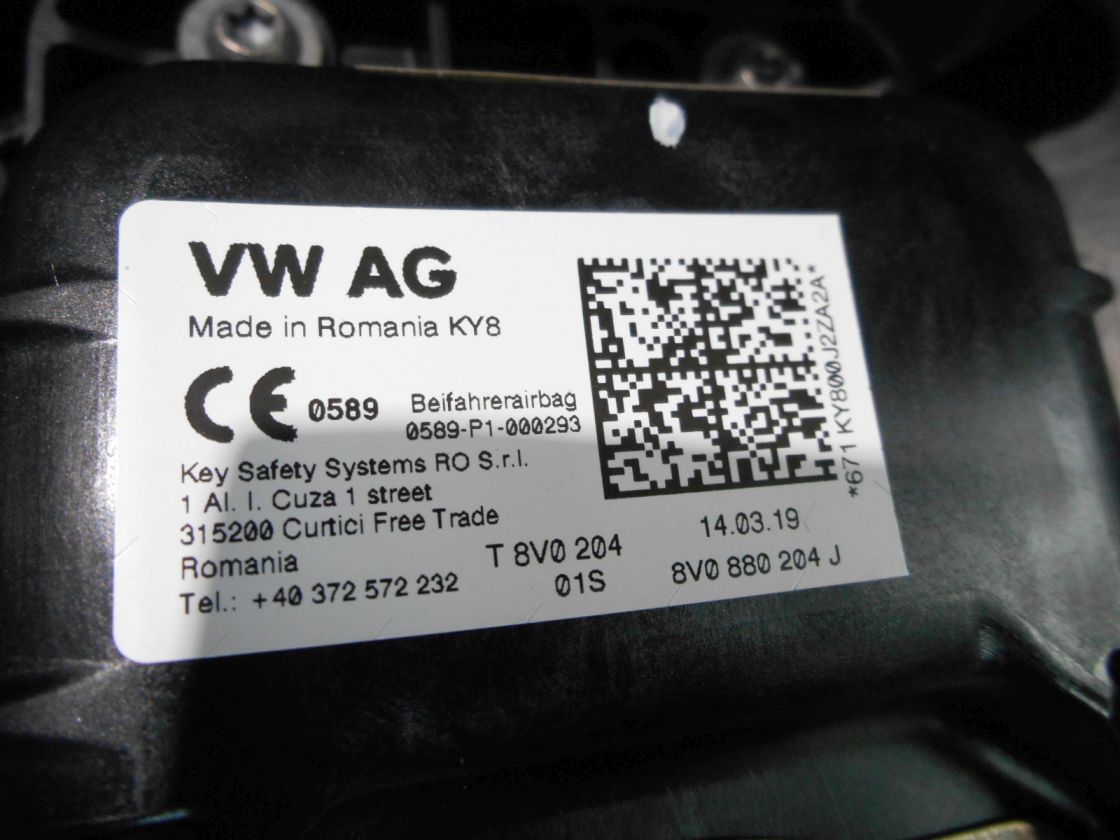 VW AG
Made in Romania KY8
CE 0589
Beifahrerairbag
0589-P1-000293
Key Safety Systems RO S.r.l.
1 Al. I. Cuza 1 street
315200 Curtici Free Trade
Romania
Tel.: +40 372 572 232
T 8V0 204
01S
14.03.19
8V0 880 204 J
*671 KY800J2ZZA2A*